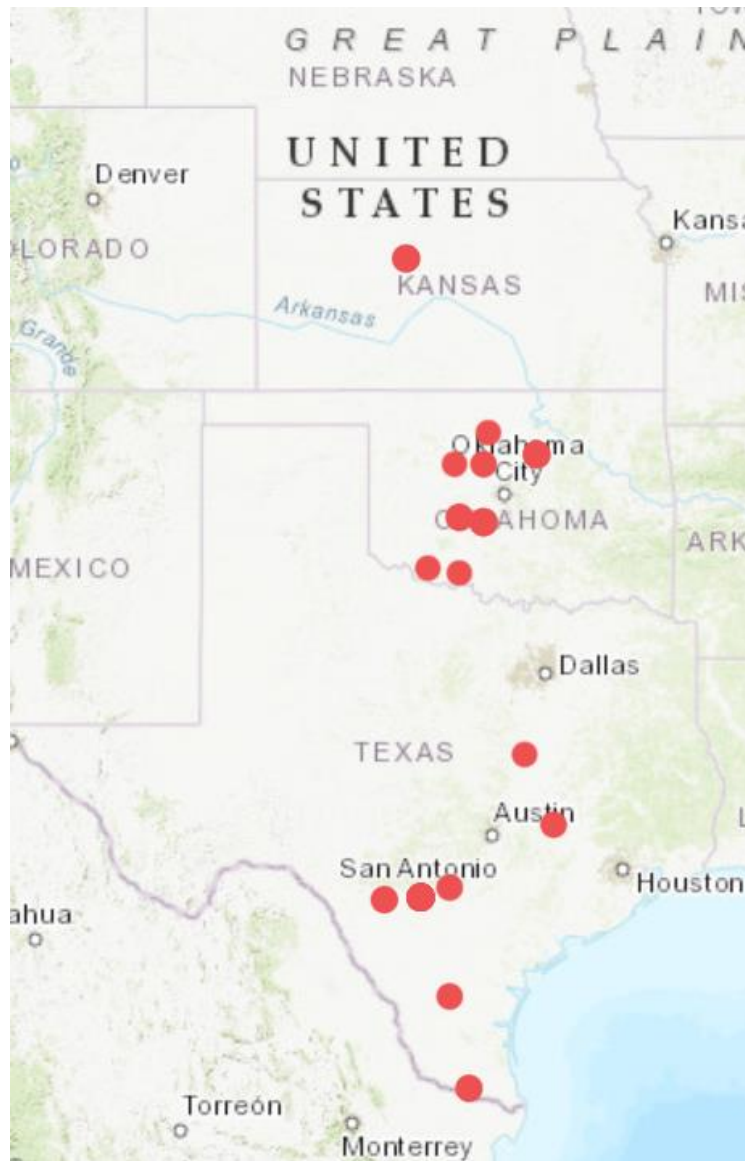 GREAT PLAIN
NEBRASKA
UNITED
STATES
Denver
LORADO
Kansa
KANSAS
MIS
Arkansas
Grande
Oklahoma
City
OKLAHOMA
ARK
MEXICO
Dallas
TEXAS
Austin
San Antonio
Houston
ahua
Torreón
Monterrey